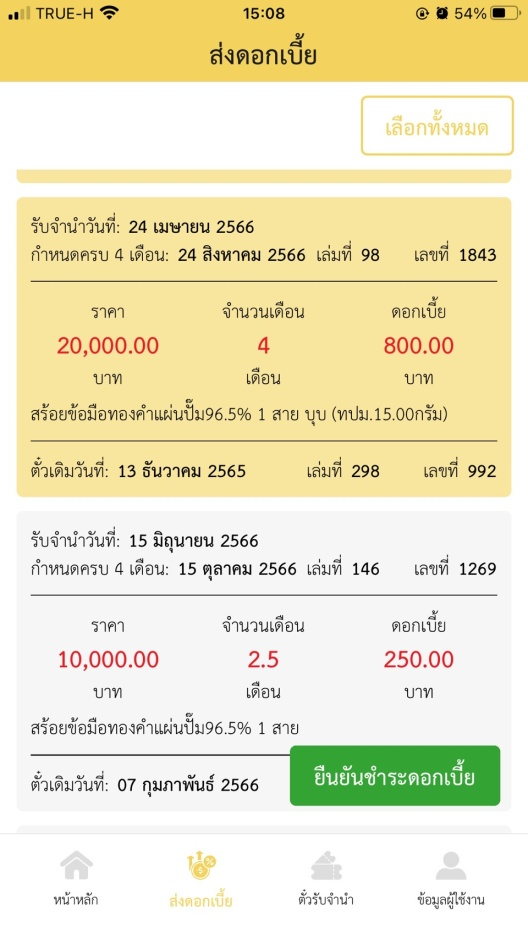 TRUE-H 15:08 54%
ส่งดอกเบี้ย
เลือกทั้งหมด
รับจำนำวันที่: 24 เมษายน 2566
กำหนดครบ 4 เดือน: 24 สิงหาคม 2566 เล่มที่ 98 เลขที่ 1843
ราคา จำนวนเดือน ดอกเบี้ย
20,000.00 4 800.00
บาท เดือน บาท
สร้อยข้อมือทองคำแผ่นปั๊ม96.5% 1 สาย บุบ (ทปม.15.00กรัม)
ตั๋วเดิมวันที่: 13 ธันวาคม 2565 เล่มที่ 298 เลขที่ 992
รับจำนำวันที่: 15 มิถุนายน 2566
กำหนดครบ 4 เดือน: 15 ตุลาคม 2566 เล่มที่ 146 เลขที่ 1269
ราคา จำนวนเดือน ดอกเบี้ย
10,000.00 2.5 250.00
บาท เดือน บาท
สร้อยข้อมือทองคำแผ่นปั๊ม96.5% 1 สาย
ตั๋วเดิมวันที่: 07 กุมภาพันธ์ 2566
ยืนยันชำระดอกเบี้ย
หน้าหลัก ส่งดอกเบี้ย ตั๋วรับจำนำ ข้อมูลผู้ใช้งาน